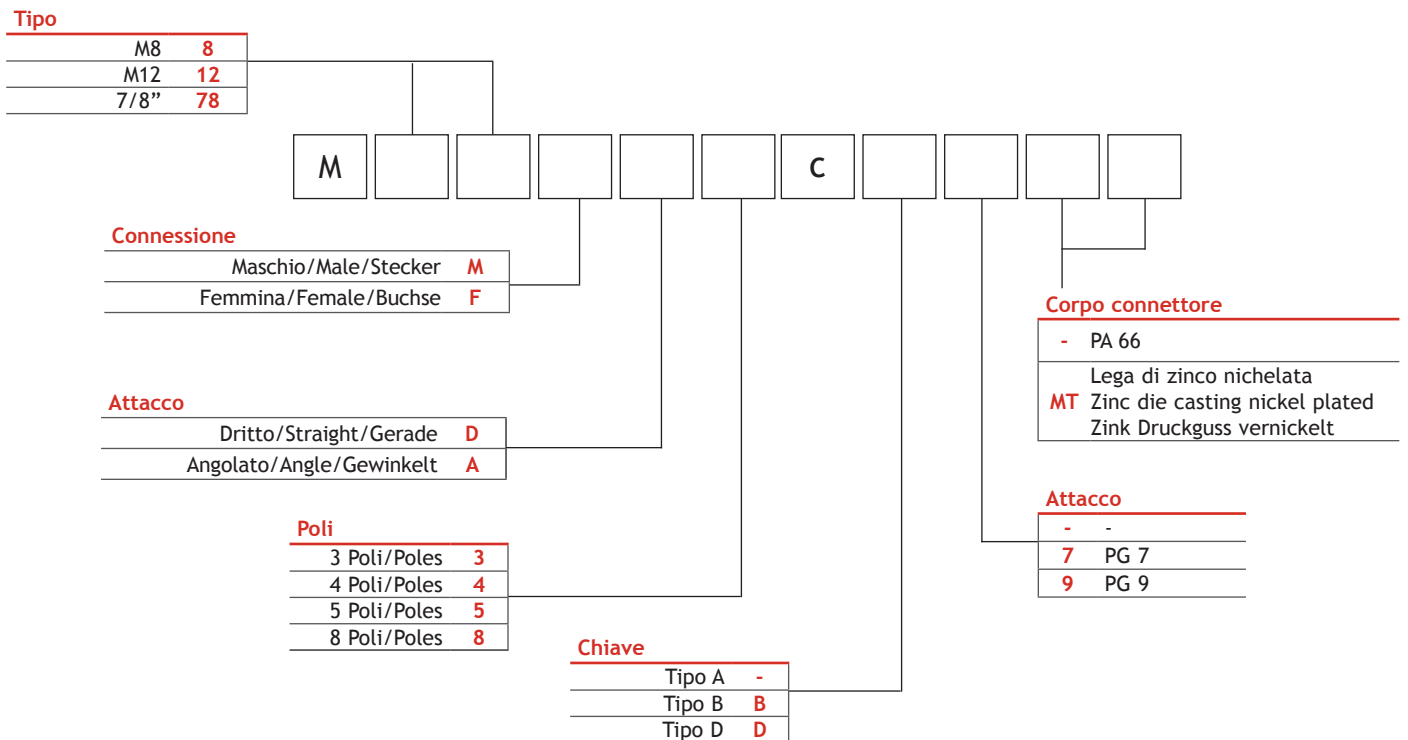 Tipo
M8 8
M12 12
7/8” 78
M C
Connessione
Maschio/Male/Stecker M
Femmina/Female/Buchse F
Corpo connettore
- PA 66
Lega di zinco nichelata
MT Zinc die casting nickel plated
Zink Druckguss vernickelt
Attacco
Dritto/Straight/Gerade D
Angolato/Angle/Gewinkelt A
Attacco
- -
7 PG 7
9 PG 9
Poli
3 Poli/Poles 3
4 Poli/Poles 4
5 Poli/Poles 5
8 Poli/Poles 8
Chiave
Tipo A -
Tipo B B
Tipo D D